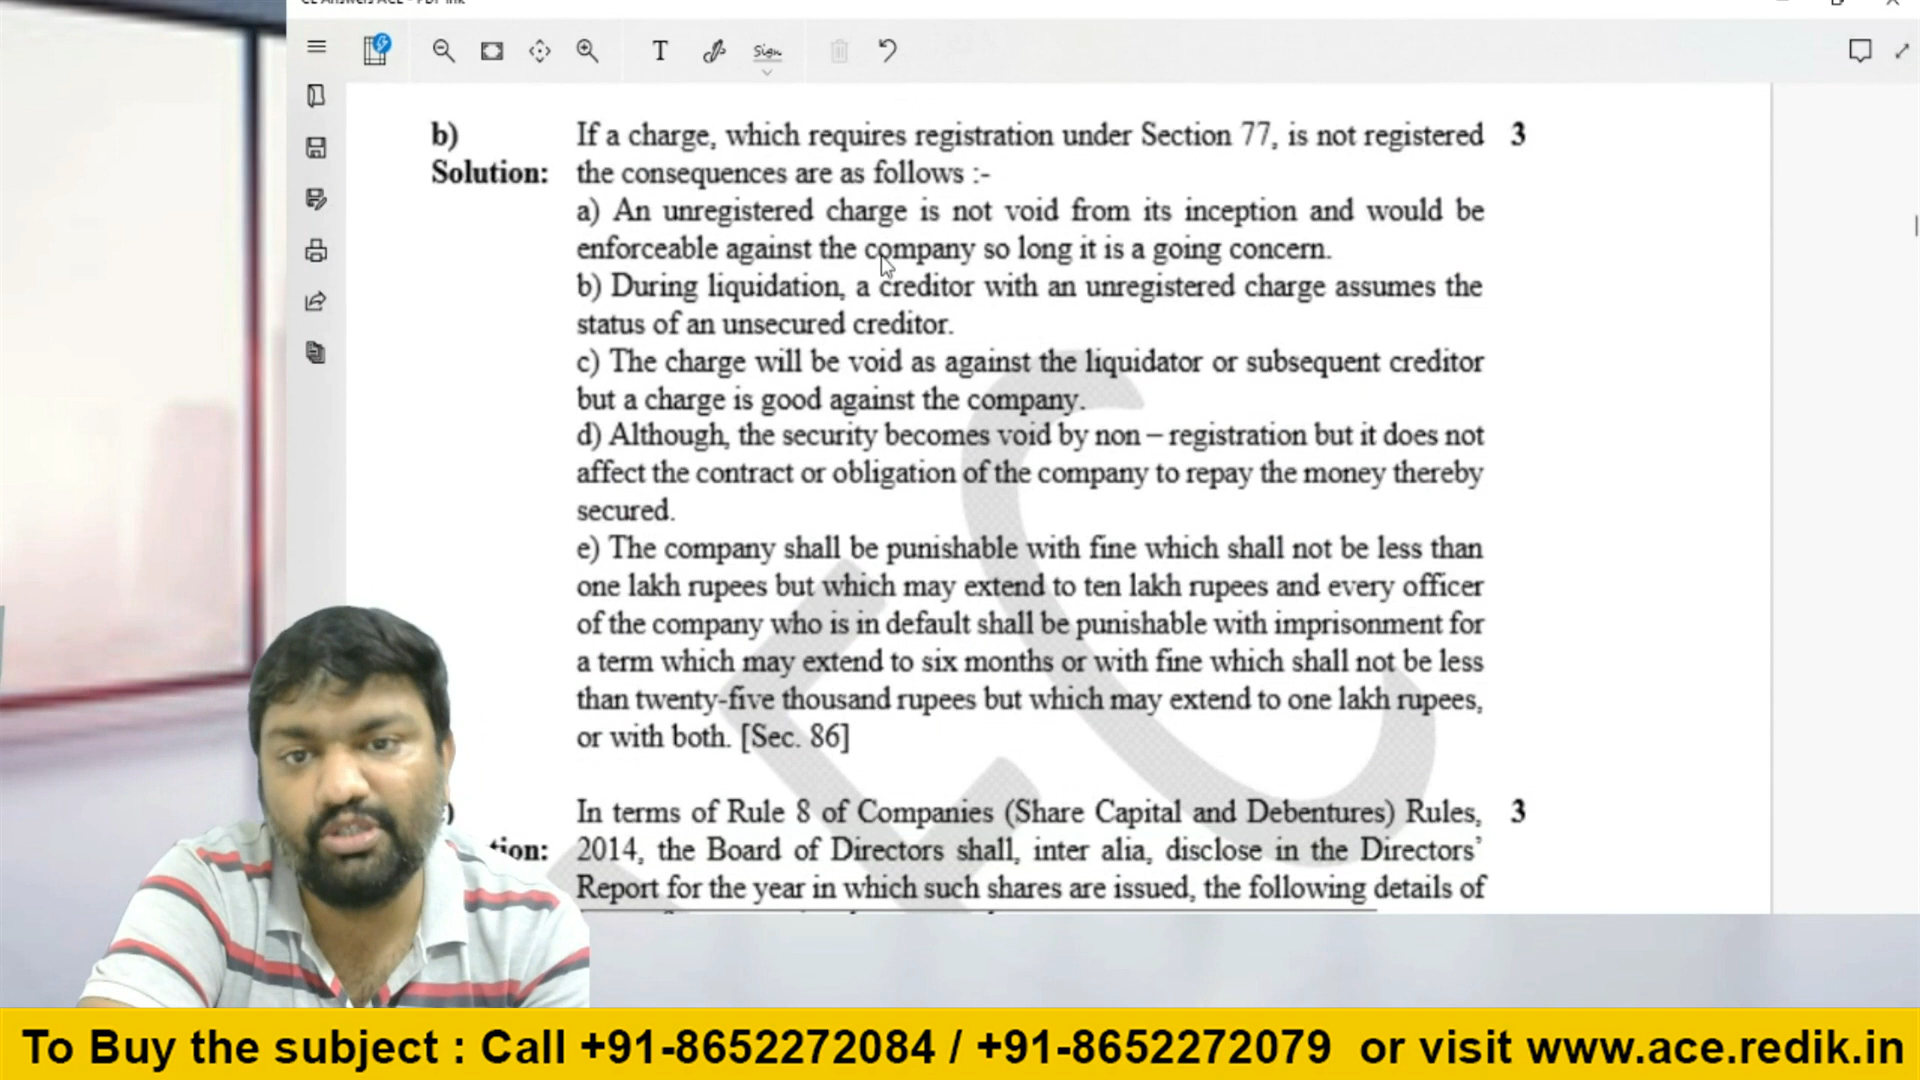 Sign
b) If a charge, which requires registration under Section 77, is not registered 3
Solution: the consequences are as follows :-
a) An unregistered charge is not void from its inception and would be
enforceable against the company so long it is a going concern.
b) During liquidation, a creditor with an unregistered charge assumes the
status of an unsecured creditor.
c) The charge will be void as against the liquidator or subsequent creditor
but a charge is good against the company.
d) Although, the security becomes void by non – registration but it does not
affect the contract or obligation of the company to repay the money thereby
secured.
e) The company shall be punishable with fine which shall not be less than
one lakh rupees but which may extend to ten lakh rupees and every officer
of the company who is in default shall be punishable with imprisonment for
a term which may extend to six months or with fine which shall not be less
than twenty-five thousand rupees but which may extend to one lakh rupees,
or with both. [Sec. 86]
) In terms of Rule 8 of Companies (Share Capital and Debentures) Rules, 3
tion: 2014, the Board of Directors shall, inter alia, disclose in the Directors’
Report for the year in which such shares are issued, the following details of
To Buy the subject : Call +91-8652272084 / +91-8652272079 or visit www.ace.redik.in